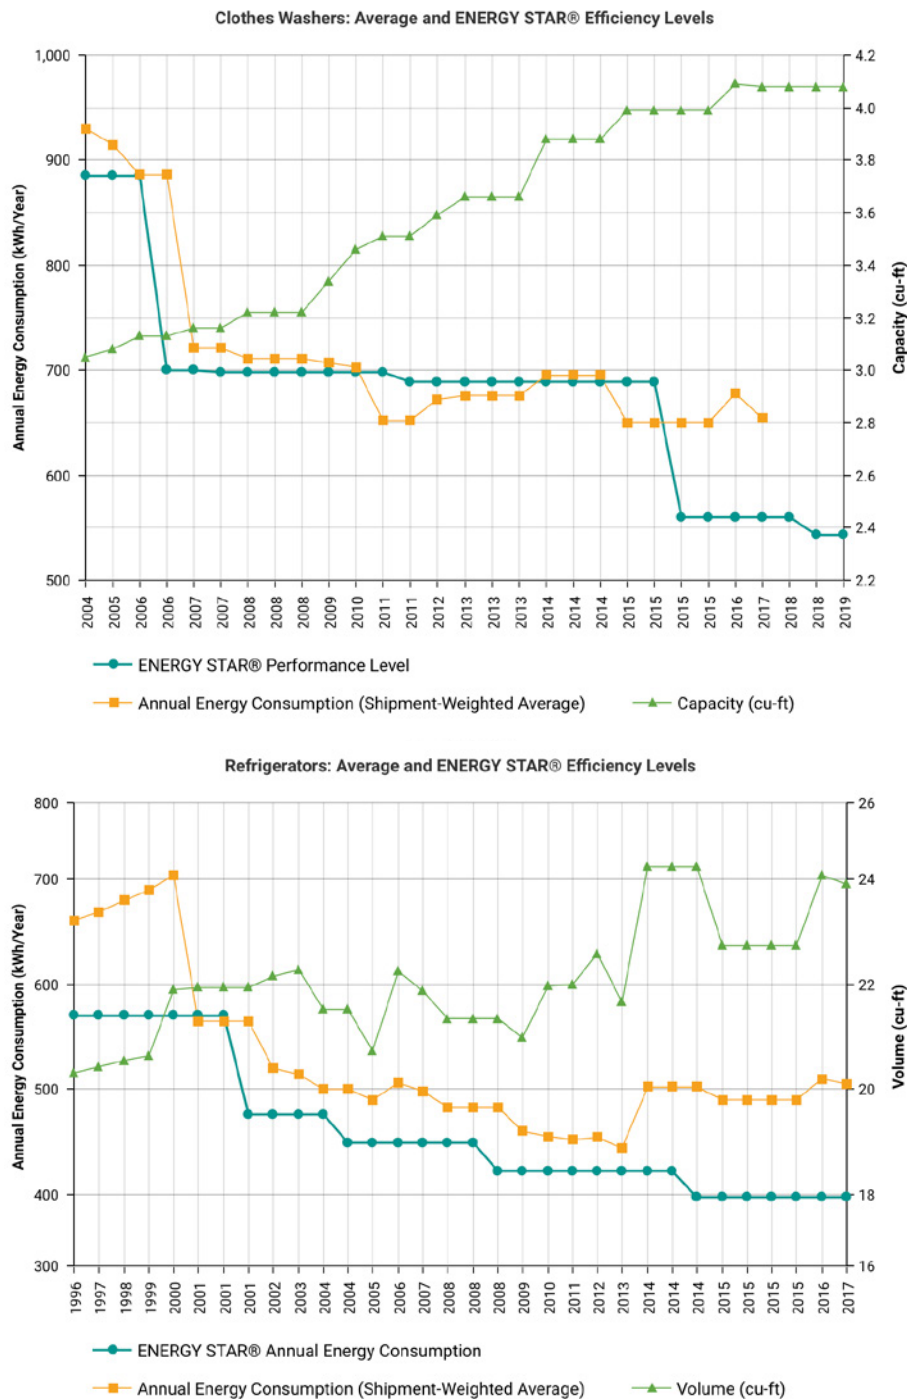 Clothes Washers: Average and ENERGY STAR® Efficiency Levels
1,000
900
800
700
600
500
Annual Energy Consumption (kWh/Year)
4.2
4.0
3.8
3.6
3.4
3.2
3.0
2.8
2.6
2.4
2.2
Capacity (cu-ft)
2004 2005 2006 2006 2007 2007 2008 2008 2008 2009 2010 2011 2011 2012 2013 2013 2013 2014 2014 2014 2015 2015 2015 2015 2016 2017 2018 2018 2019
ENERGY STAR® Performance Level
Annual Energy Consumption (Shipment-Weighted Average) Capacity (cu-ft)
Refrigerators: Average and ENERGY STAR® Efficiency Levels
800
700
600
500
400
300
Annual Energy Consumption (kWh/Year)
26
24
22
20
18
16
Volume (cu-ft)
1996 1997 1998 1999 2000 2001 2001 2001 2002 2003 2004 2004 2005 2006 2007 2008 2008 2008 2009 2010 2011 2012 2013 2014 2014 2014 2015 2015 2015 2015 2016 2017
ENERGY STAR® Annual Energy Consumption
Annual Energy Consumption (Shipment-Weighted Average) Volume (cu-ft)